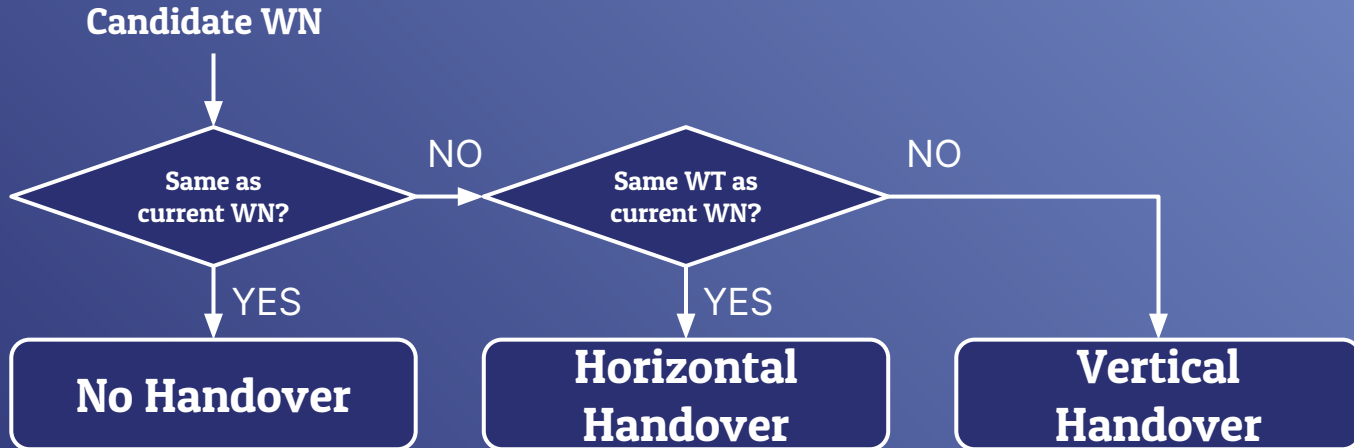 Candidate WN
NO
NO
Same as
current WN?
Same WT as
current WN?
YES
YES
No Handover
Horizontal
Handover
Vertical
Handover